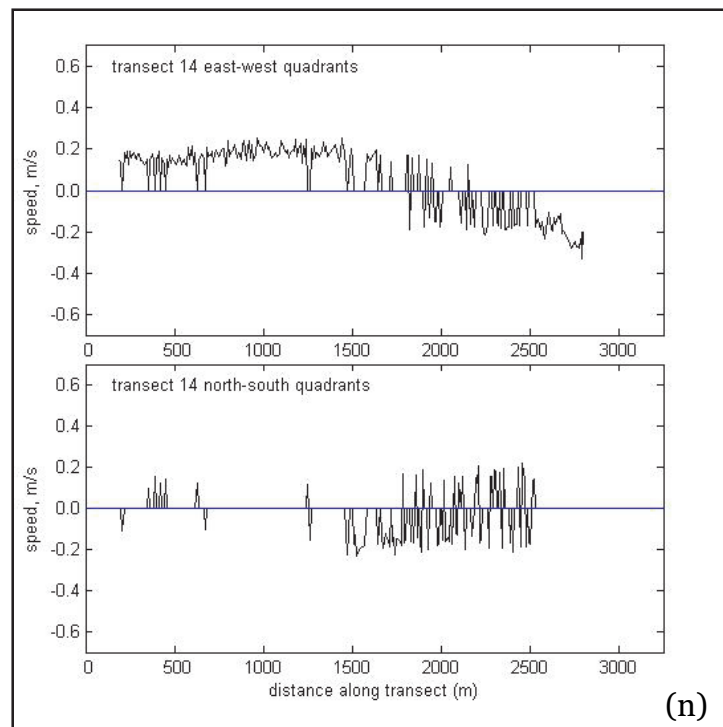 transect 14 east-west quadrants
speed, m/s
0.6
0.4
0.2
0.0
-0.2
-0.4
-0.6
0 500 1000 1500 2000 2500 3000
transect 14 north-south quadrants
speed, m/s
0.6
0.4
0.2
0.0
-0.2
-0.4
-0.6
0 500 1000 1500 2000 2500 3000
distance along transect (m)
(n)